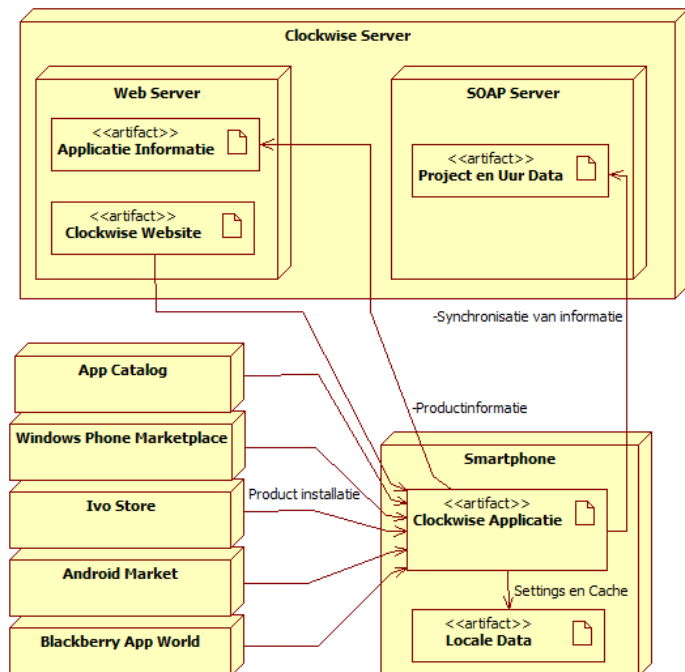 Clockwise Server
Web Server
<<artifact>>
Applicatie Informatie
<<artifact>>
Clockwise Website
SOAP Server
<<artifact>>
Project en Uur Data
-Synchronisatie van informatie
-Productinformatie
App Catalog
Windows Phone Marketplace
Ivo Store
Android Market
Blackberry App World
Product installatie
Smartphone
<<artifact>>
Clockwise Applicatie
Settings en Cache
<<artifact>>
Locale Data